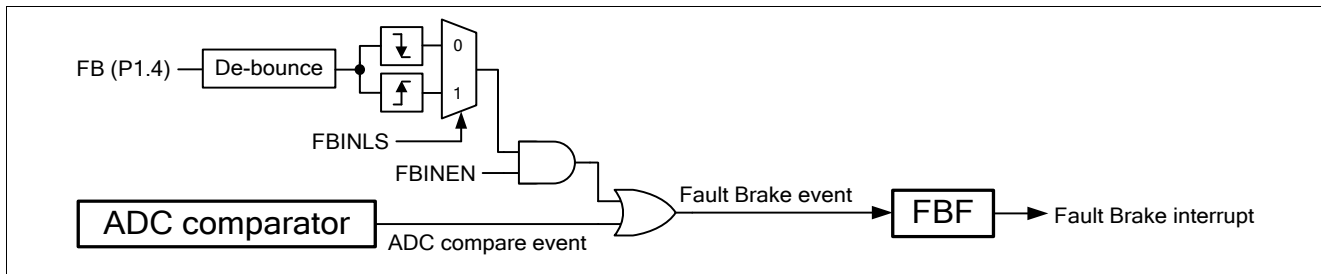 0
FB (P1.4)
De-bounce
1
FBINLS
FBINEN
Fault Brake event
ADC comparator
FBF
Fault Brake interrupt
ADC compare event